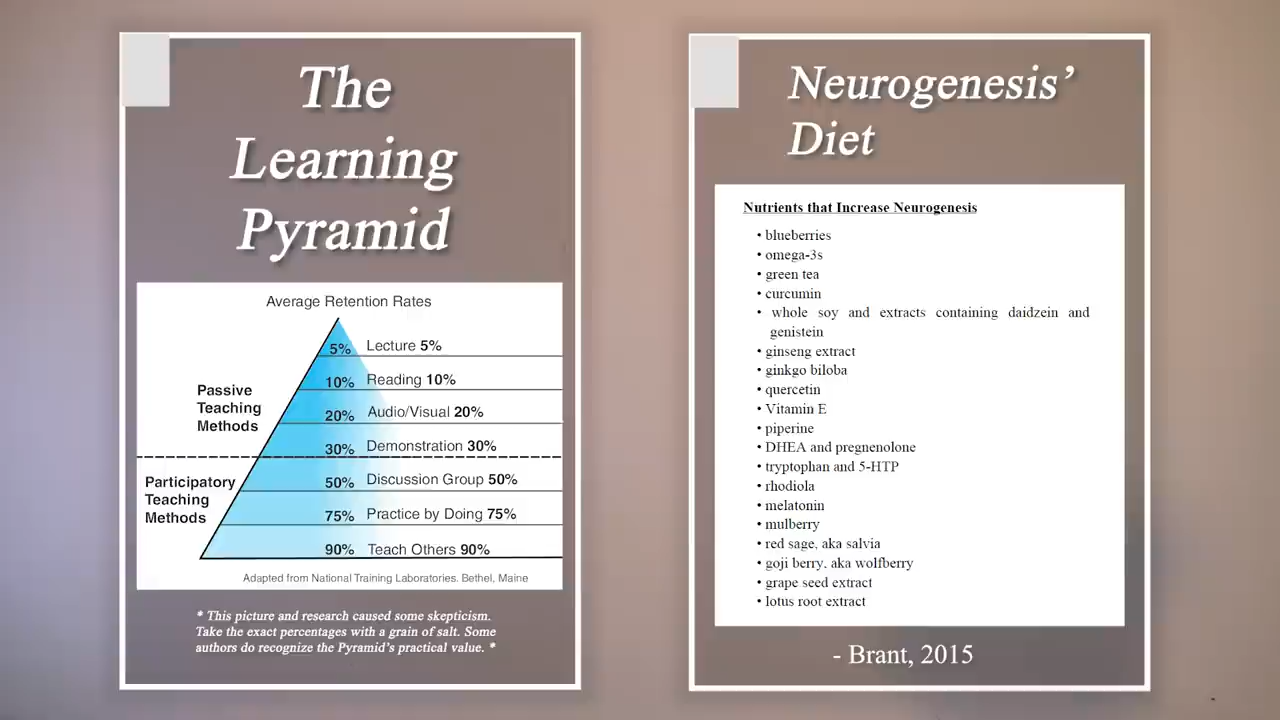 The
Learning
Pyramid
Average Retention Rates
5% Lecture 5%
10% Reading 10%
Passive
Teaching
Methods
20% Audio/Visual 20%
30% Demonstration 30%
Participatory
Teaching
Methods
50% Discussion Group 50%
75% Practice by Doing 75%
90% Teach Others 90%
Adapted from National Training Laboratories. Bethel, Maine
* This picture and research caused some skepticism.
Take the exact percentages with a grain of salt. Some
authors do recognize the Pyramid's practical value. *
Neurogenesis’
Diet
Nutrients that Increase Neurogenesis
• blueberries
• omega-3s
• green tea
• curcumin
• whole soy and extracts containing daidzein and
genistein
• ginseng extract
• ginkgo biloba
• quercetin
• Vitamin E
• piperine
• DHEA and pregnenolone
• tryptophan and 5-HTP
• rhodiola
• melatonin
• mulberry
• red sage, aka salvia
• goji berry, aka wolfberry
• grape seed extract
• lotus root extract
- Brant, 2015